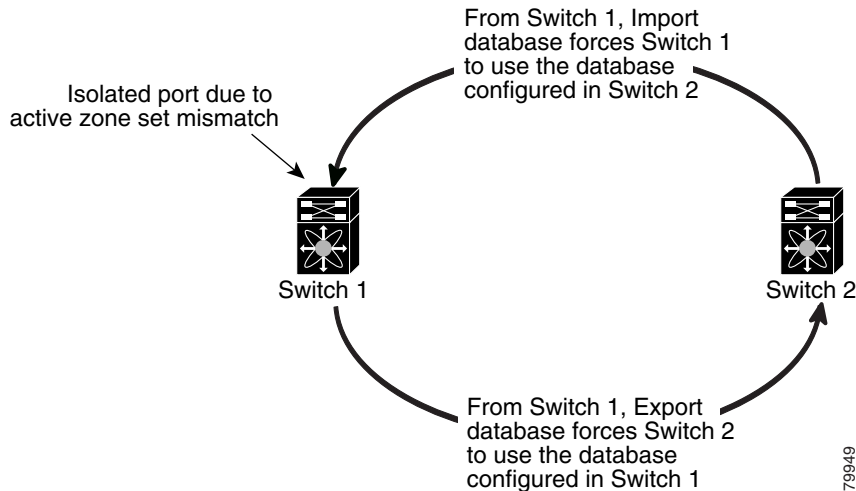 From Switch 1, Import
database forces Switch 1
to use the database
configured in Switch 2
Isolated port due to
active zone set mismatch
Switch 1
Switch 2
From Switch 1, Export
database forces Switch 2
to use the database
configured in Switch 1
79949